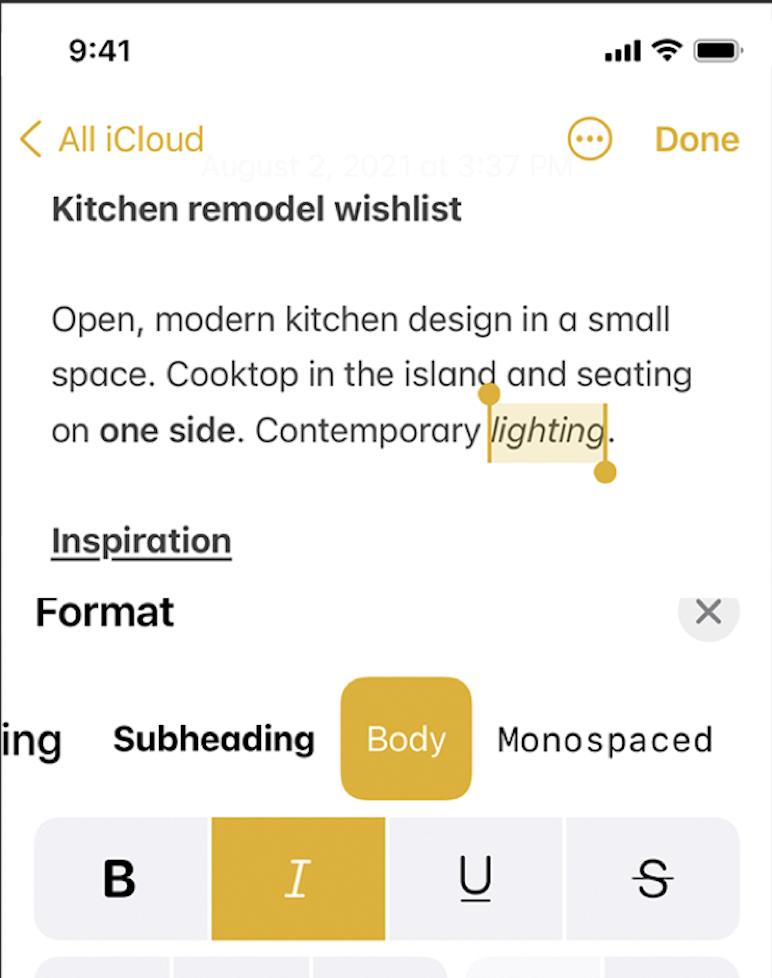 9:41
All iCloud
Done
August 2, 2021 at 3:37 PM
Kitchen remodel wishlist
Open, modern kitchen design in a small
space. Cooktop in the island and seating
on one side. Contemporary lighting.
Inspiration
Format
ing Subheading Body Monospaced
B I U S